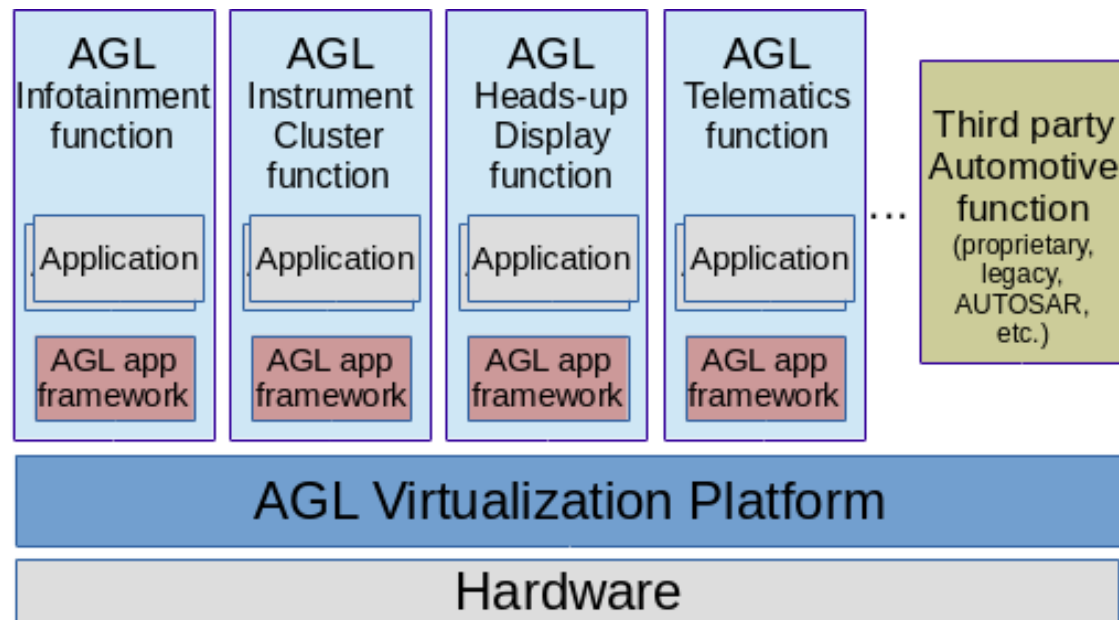 AGL
Infotainment
function
Application
AGL app
framework
AGL
Instrument
Cluster
function
Application
AGL app
framework
AGL
Heads-up
Display
function
Application
AGL app
framework
AGL
Telematics
function
Application
AGL app
framework
...
Third party
Automotive
function
(proprietary,
legacy,
AUTOSAR,
etc.)
AGL Virtualization Platform
Hardware